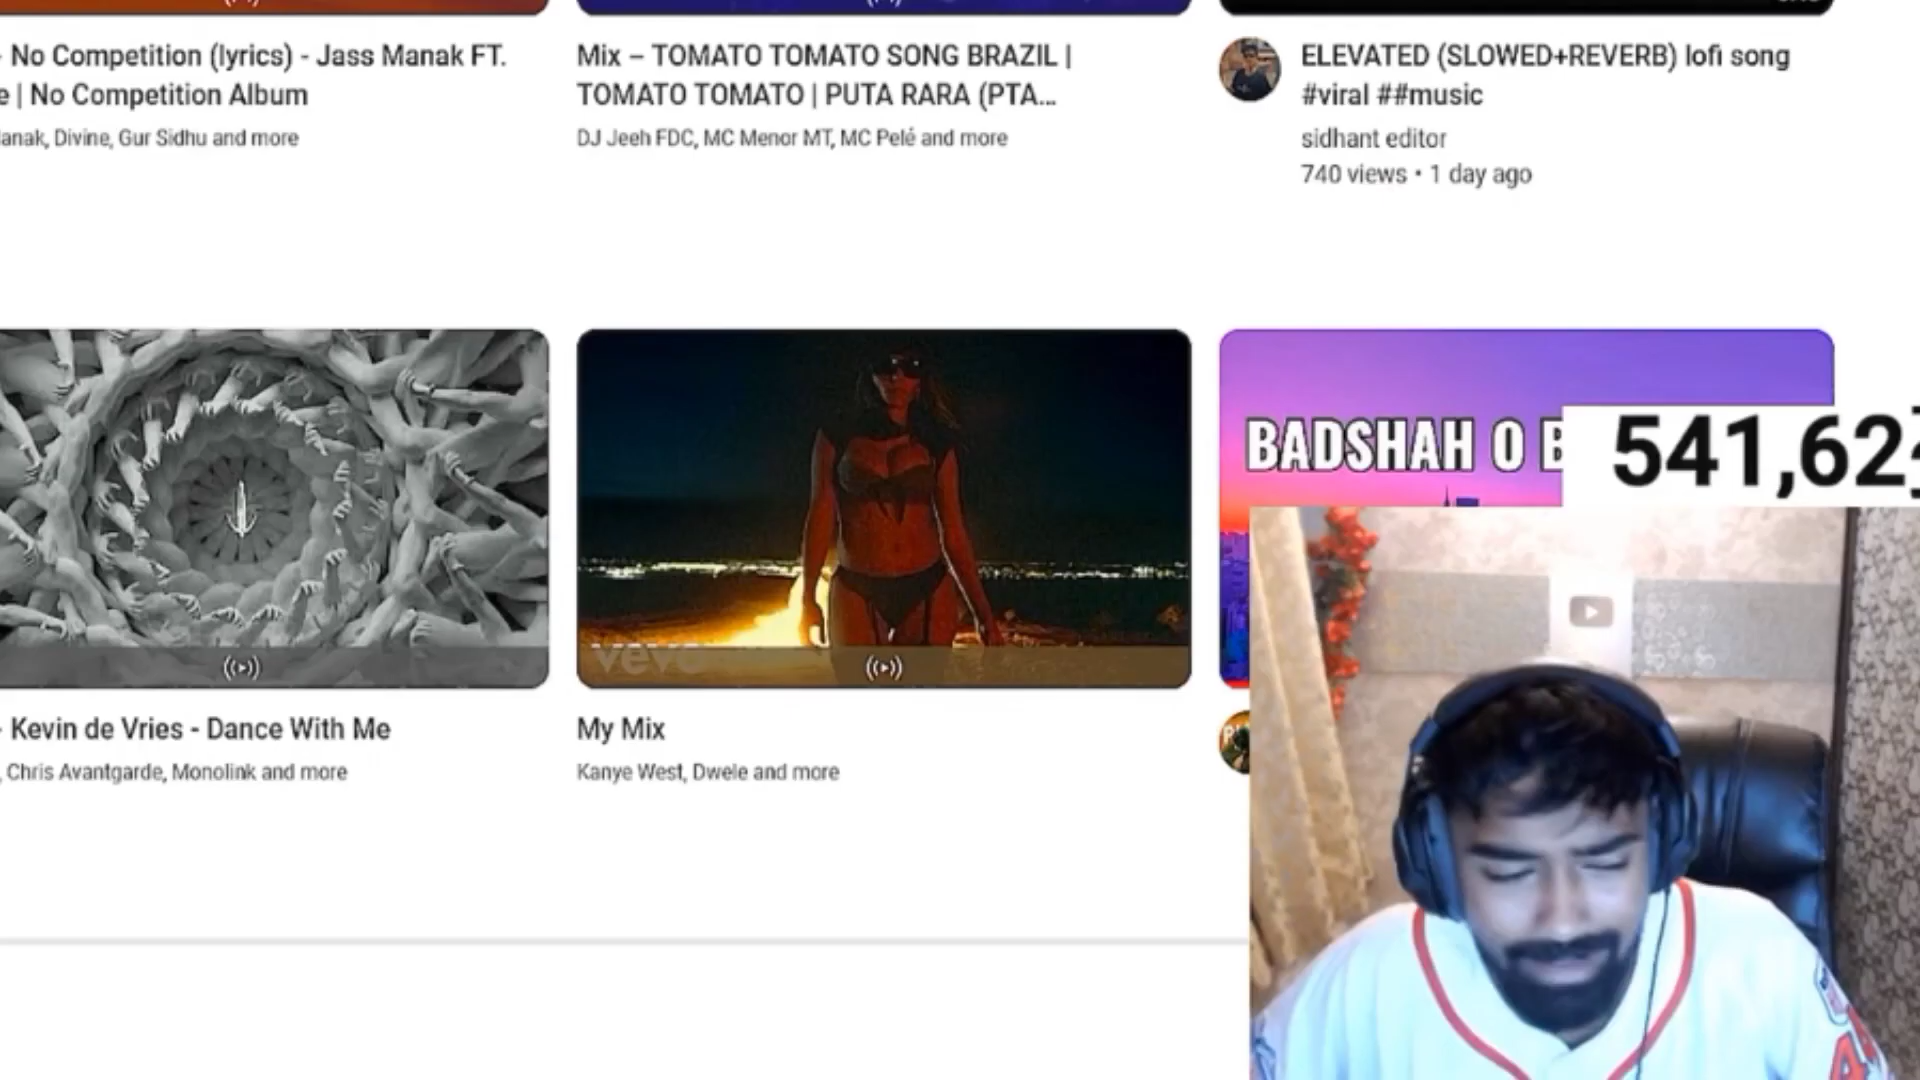 No Competition (lyrics) - Jass Manak FT.
e | No Competition Album
anak, Divine, Gur Sidhu and more
Mix – TOMATO TOMATO SONG BRAZIL |
TOMATO TOMATO | PUTA RARA (PTA...
DJ Jeeh FDC, MC Menor MT, MC Pelé and more
ELEVATED (SLOWED+REVERB) lofi song
#viral ##music
sidhant editor
740 views • 1 day ago
vevo
BADSHAH O B
541,62
- Kevin de Vries - Dance With Me
, Chris Avantgarde, Monolink and more
My Mix
Kanye West, Dwele and more